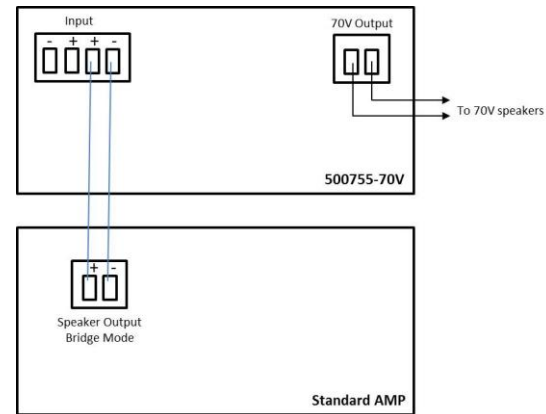 Input
- + + -
70V Output
To 70V speakers
500755-70V
+ -
Speaker Output
Bridge Mode
Standard AMP